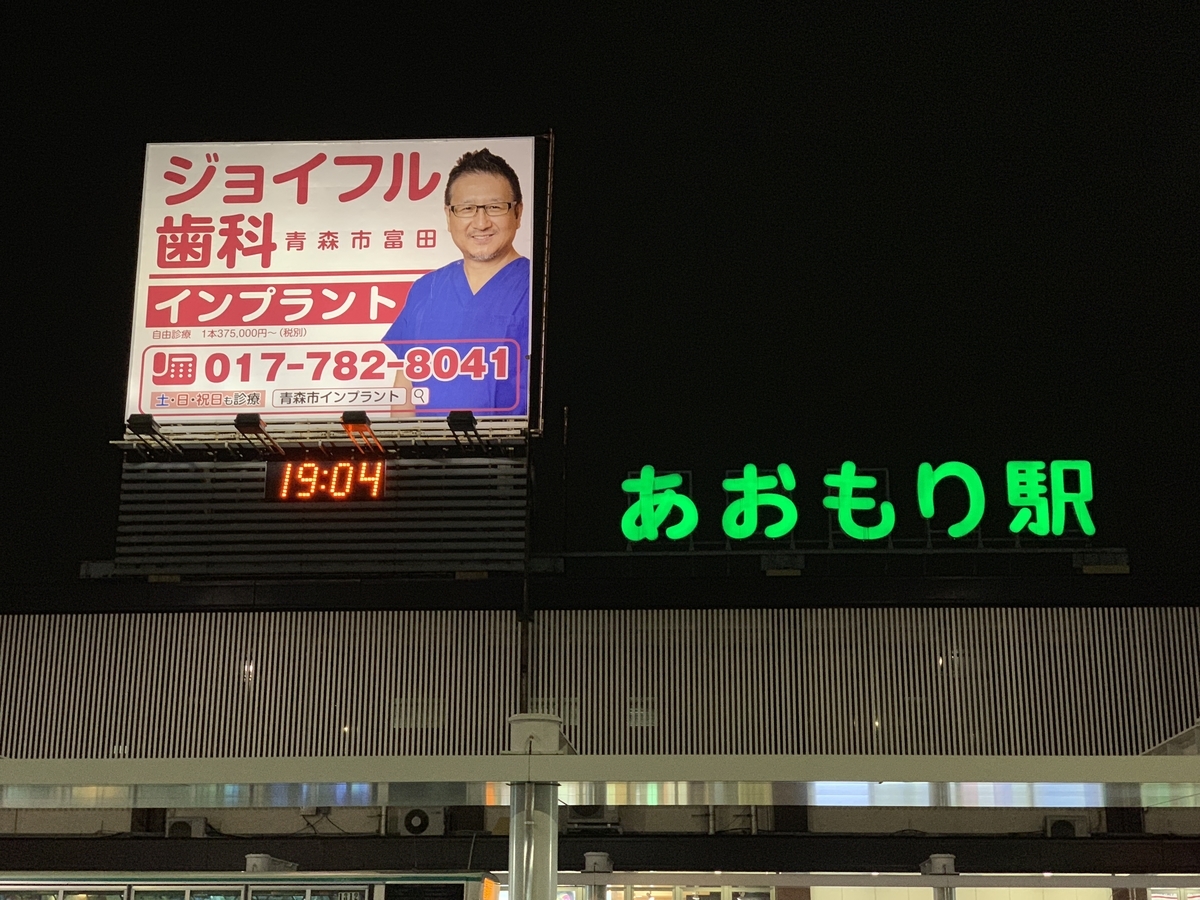 ジョイフル
歯科 青森市富田
インプラント
自由診療 1本375,000円〜(税別)
017-782-8041
土・日・祝日も診療 青森市インプラント
19:04
あおもり駅